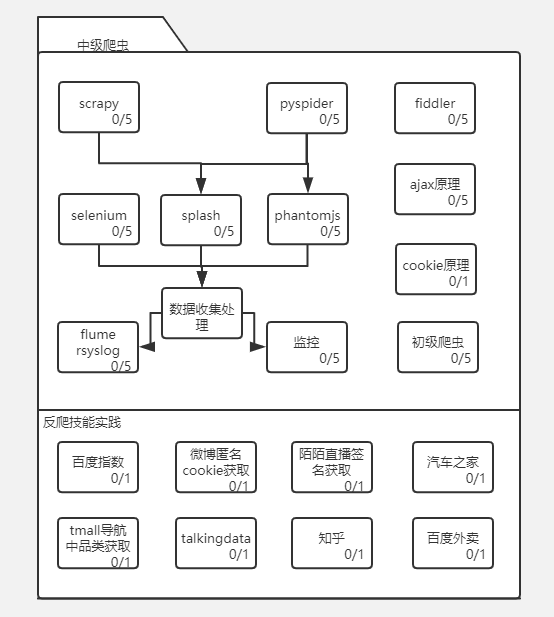 中级爬虫
scrapy
0/5
pyspider
0/5
fiddler
0/5
ajax原理
0/5
selenium
0/5
splash
0/5
phantomjs
0/5
cookie原理
0/1
数据收集处
理
flume
rsyslog
0/5
监控
0/5
初级爬虫
0/5
反爬技能实践
百度指数
0/1
微博匿名
cookie获取
0/1
陌陌直播签
名获取
0/1
汽车之家
0/1
tmall导航
中品类获取
0/1
talkingdata
0/1
知乎
0/1
百度外卖
0/1